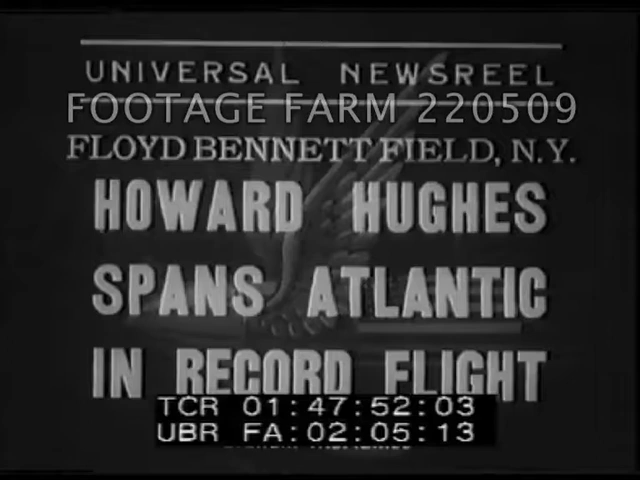 UNIVERSAL NEWSREEL
FOOTAGE FARM 220509
FLOYD BENNETT FIELD, N.Y.
HOWARD HUGHES
SPANS ATLANTIC
IN RECORD FLIGHT
TCR 01:47:52:03
UBR FA:02:05:13